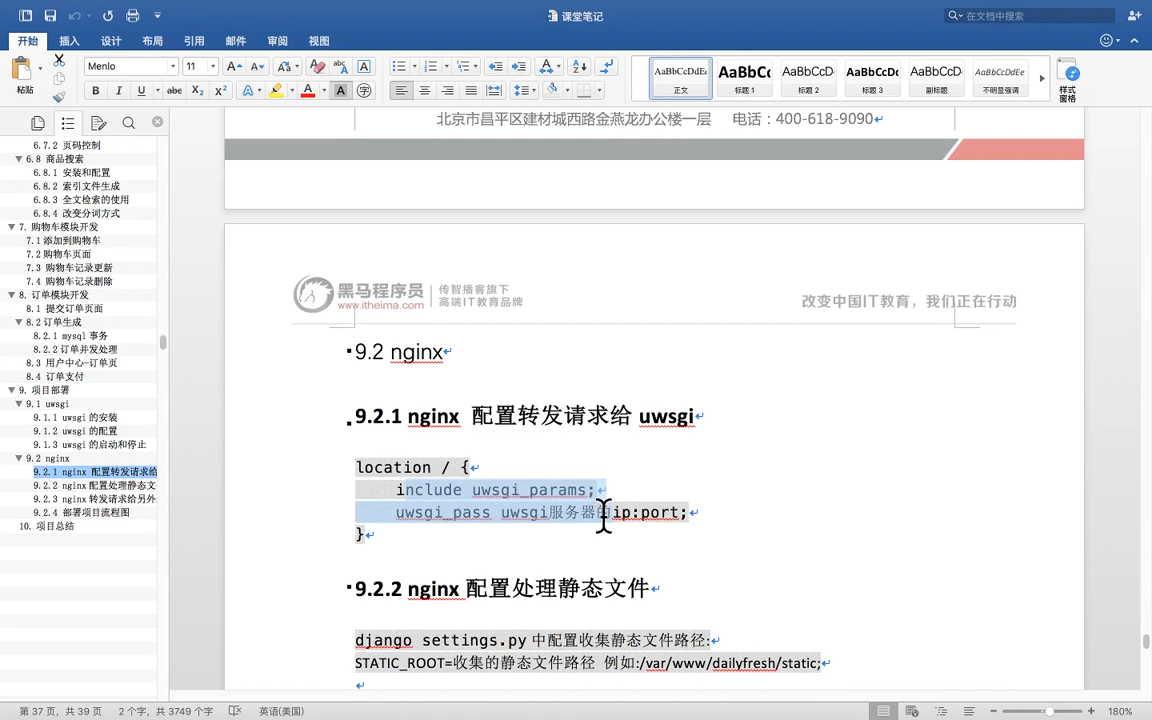 课堂笔记
在文档中搜索
开始 插入 设计 布局 引用 邮件 审阅 视图
粘贴
Menlo 11
AaBbCcDdE AaBbCc AaBbCcD AaBbCcDc AaBbCcD AaBbCcDdEe
正文 标题 1 标题 2 标题 3 副标题 不明显强调
样式
窗格
6.7.2 页码控制
6.8 商品搜索
6.8.1 安装和配置
6.8.2 索引文件生成
6.8.3 全文检索的使用
6.8.4 改变分词方式
7. 购物车模块开发
7.1 添加到购物车
7.2 购物车页面
7.3 购物车记录更新
7.4 购物车记录删除
8. 订单模块开发
8.1 提交订单页面
8.2 订单生成
8.2.1 mysql 事务
8.2.2 订单并发处理
8.3 用户中心-订单页
8.4 订单支付
9. 项目部署
9.1 uwsgi
9.1.1 uwsgi 的安装
9.1.2 uwsgi 的配置
9.1.3 uwsgi 的启动和停止
9.2 nginx
9.2.1 nginx 配置转发请求给
9.2.2 nginx 配置处理静态文
9.2.3 nginx 转发请求给另外
9.2.4 部署项目流程图
10. 项目总结
北京市昌平区建材城西路金燕龙办公楼一层 电话：400-618-9090
黑马程序员
www.itheima.com
传智播客旗下
高端IT教育品牌
改变中国IT教育，我们正在行动
9.2 nginx
9.2.1 nginx 配置转发请求给 uwsgi
location / {
include uwsgi_params;
uwsgi_pass uwsgi服务器的ip:port;
}
9.2.2 nginx 配置处理静态文件
django settings.py 中配置收集静态文件路径:
STATIC_ROOT=收集的静态文件路径 例如:/var/www/dailyfresh/static;
第 37 页，共 39 页 2 个字，共 3749 个字 英语(美国)
180%